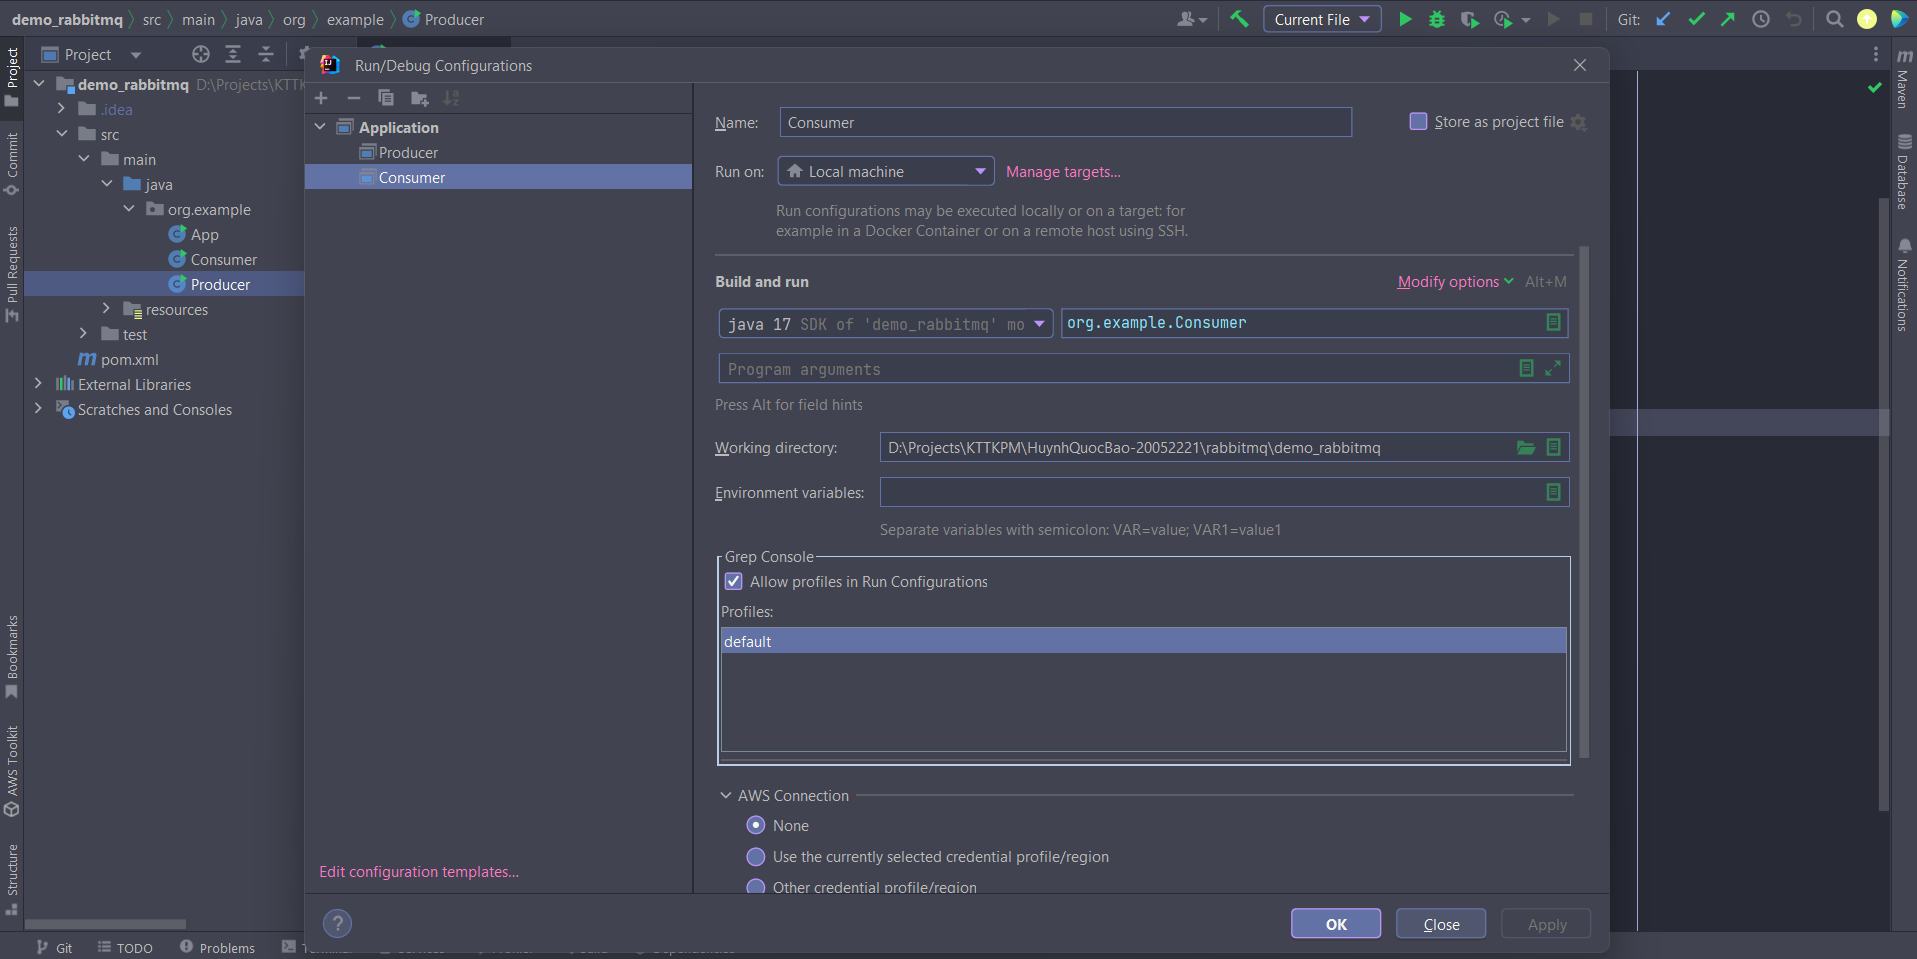 demo_rabbitmq src main java org example Producer
Current File
Git:
Project
demo_rabbitmq D:\Projects\KTTK
.idea
src
main
java
org.example
App
Consumer
Producer
resources
test
pom.xml
External Libraries
Scratches and Consoles
Project
Commit
Pull Requests
Bookmarks
AWS Toolkit
Structure
Run/Debug Configurations
Application
Producer
Consumer
Edit configuration templates...
Name: Consumer
Store as project file
Run on: Local machine Manage targets...
Run configurations may be executed locally or on a target: for
example in a Docker Container or on a remote host using SSH.
Build and run
Modify options Alt+M
java 17 SDK of 'demo_rabbitmq' mo
org.example.Consumer
Program arguments
Press Alt for field hints
Working directory: D:\Projects\KTTKPM\HuynhQuocBao-20052221\rabbitmq\demo_rabbitmq
Environment variables:
Separate variables with semicolon: VAR=value; VAR1=value1
Grep Console
Allow profiles in Run Configurations
Profiles:
default
AWS Connection
None
Use the currently selected credential profile/region
Other credential profile/region
?
OK Close Apply
Maven
Database
Notifications
Git TODO Problems